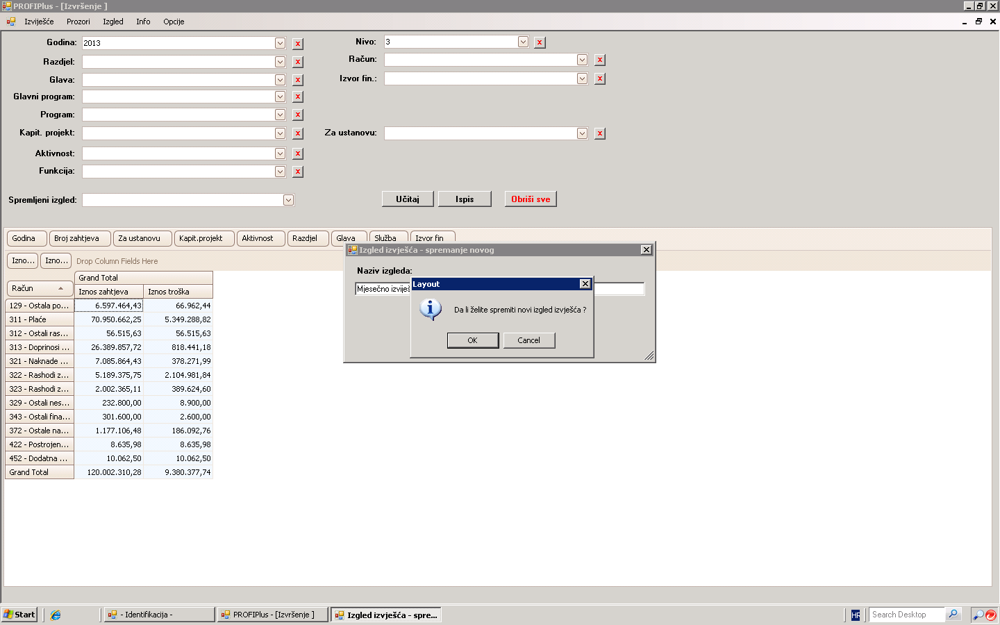 PROFIPlus - [Izvršenje ]
Izviješće Prozori Izgled Info Opcije
Godina: 2013 x
Nivo: 3 x
Razdjel: x
Račun: x
Glava: x
Izvor fin.: x
Glavni program: x
Program: x
Kapit. projekt: x
Za ustanovu: x
Aktivnost: x
Funkcija: x
Spremljeni izgled:
Učitaj Ispis Obriši sve
Godina Broj zahtjeva Za ustanovu Kapit.projekt Aktivnost Razdjel Glava Služba Izvor fin
Izno... Izno... Drop Column Fields Here
Grand Total
Račun Iznos zahtjeva Iznos troška
129 - Ostala po... 6.597.464,43 66.962,44
311 - Plaće 70.950.662,25 5.349.288,82
312 - Ostali ras... 56.515,63 56.515,63
313 - Doprinosi ... 26.389.857,72 818.441,18
321 - Naknade ... 7.085.864,43 378.271,99
322 - Rashodi z... 5.189.375,75 2.104.981,84
323 - Rashodi z... 2.002.365,11 389.624,60
329 - Ostali nes... 232.800,00 8.900,00
343 - Ostali fina... 301.600,00 2.600,00
372 - Ostale na... 1.177.106,48 186.092,76
422 - Postrojen... 8.635,98 8.635,98
452 - Dodatna ... 10.062,50 10.062,50
Grand Total 120.002.310,28 9.380.377,74
Izgled izvješća - spremanje novog
Naziv izgleda:
Mjesečno izviješ
Layout
Da li želite spremiti novi izgled izvješća ?
OK Cancel
Start - Identifikacija - PROFIPlus - [Izvršenje ] Izgled izvješća - spre... HR Search Desktop